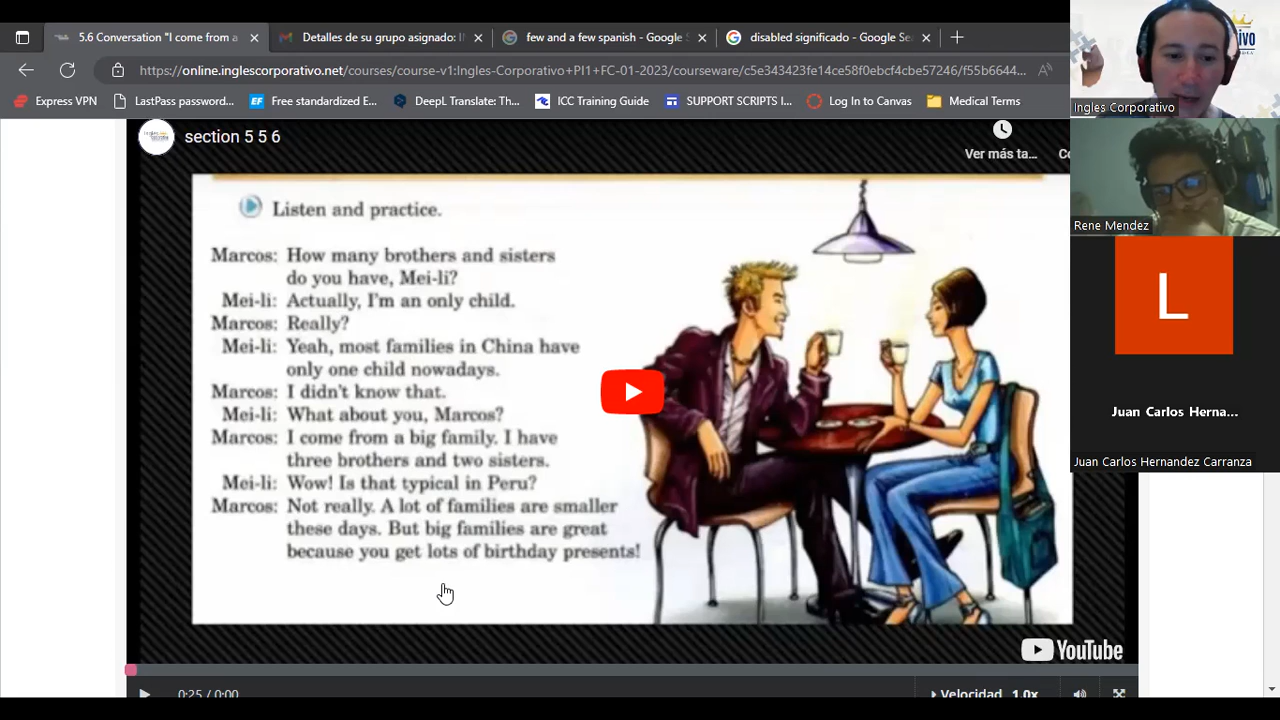 5.6 Conversation "I come from a
Detalles de su grupo asignado: I
few and a few spanish - Google S
disabled significado - Google Sea
https://online.inglescorporativo.net/courses/course-v1:Ingles-Corporativo+PI1+FC-01-2023/courseware/c5e343423fe14ce58f0ebcf4cbe57246/f55b6644...
Express VPN
LastPass password...
EF Free standardized E...
DeepL Translate: Th...
ICC Training Guide
SUPPORT SCRIPTS I...
Log In to Canvas
Medical Terms
Ingles Corporativo
Rene Mendez
L
Juan Carlos Herna...
Juan Carlos Hernandez Carranza
section 5 5 6
Ver más ta...
Listen and practice.
Marcos: How many brothers and sisters
do you have, Mei-li?
Mei-li: Actually, I'm an only child.
Marcos: Really?
Mei-li: Yeah, most families in China have
only one child nowadays.
Marcos: I didn't know that.
Mei-li: What about you, Marcos?
Marcos: I come from a big family. I have
three brothers and two sisters.
Mei-li: Wow! Is that typical in Peru?
Marcos: Not really. A lot of families are smaller
these days. But big families are great
because you get lots of birthday presents!
YouTube
0:25 / 0:00
Velocidad 1.0x